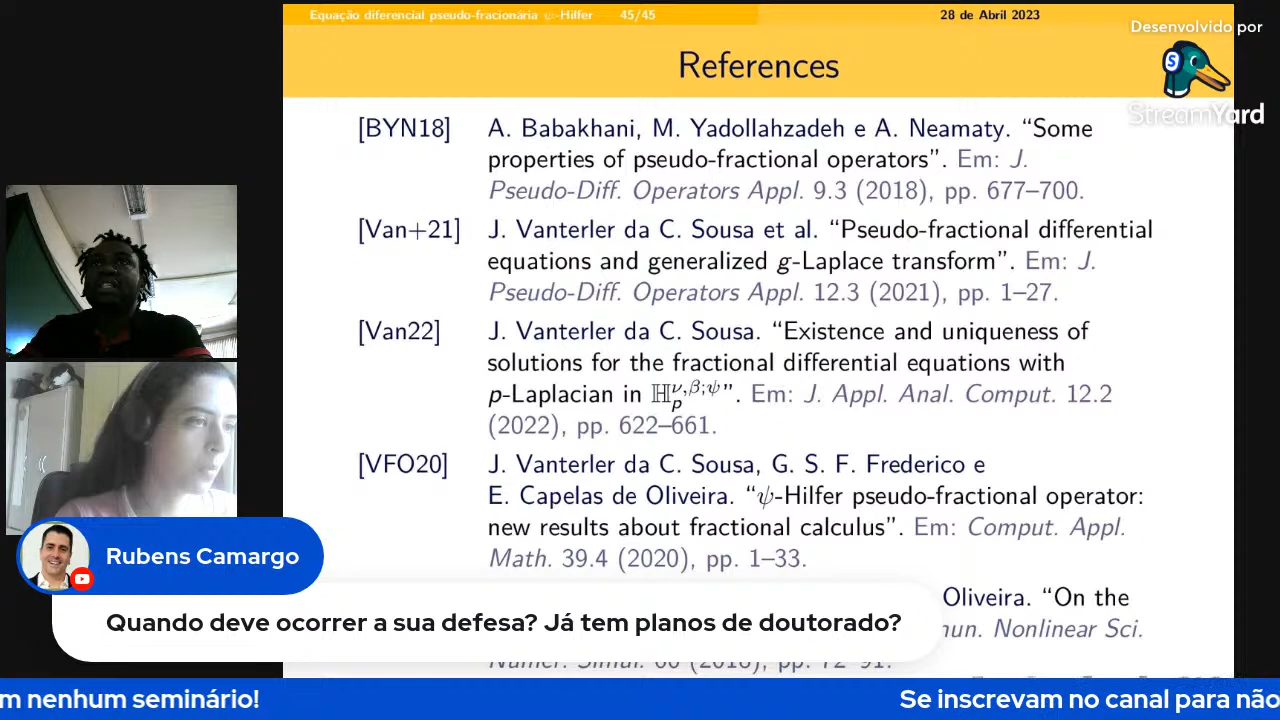 Equação diferencial pseudo-fracionária ψ-Hilfer 45/45 28 de Abril 2023
Desenvolvido por
StreamYard
References
[BYN18] A. Babakhani, M. Yadollahzadeh e A. Neamaty. “Some
properties of pseudo-fractional operators”. Em: J.
Pseudo-Diff. Operators Appl. 9.3 (2018), pp. 677–700.
[Van+21] J. Vanterler da C. Sousa et al. “Pseudo-fractional differential
equations and generalized g-Laplace transform”. Em: J.
Pseudo-Diff. Operators Appl. 12.3 (2021), pp. 1–27.
[Van22] J. Vanterler da C. Sousa. “Existence and uniqueness of
solutions for the fractional differential equations with
p-Laplacian in ℍₚ^ν,β;ψ”. Em: J. Appl. Anal. Comput. 12.2
(2022), pp. 622–661.
[VFO20] J. Vanterler da C. Sousa, G. S. F. Frederico e
E. Capelas de Oliveira. “ψ-Hilfer pseudo-fractional operator:
new results about fractional calculus”. Em: Comput. Appl.
Math. 39.4 (2020), pp. 1–33.
Oliveira. “On the
Nonlinear Sci.
Rubens Camargo
Quando deve ocorrer a sua defesa? Já tem planos de doutorado?
m nenhum seminário! Se inscrevam no canal para não